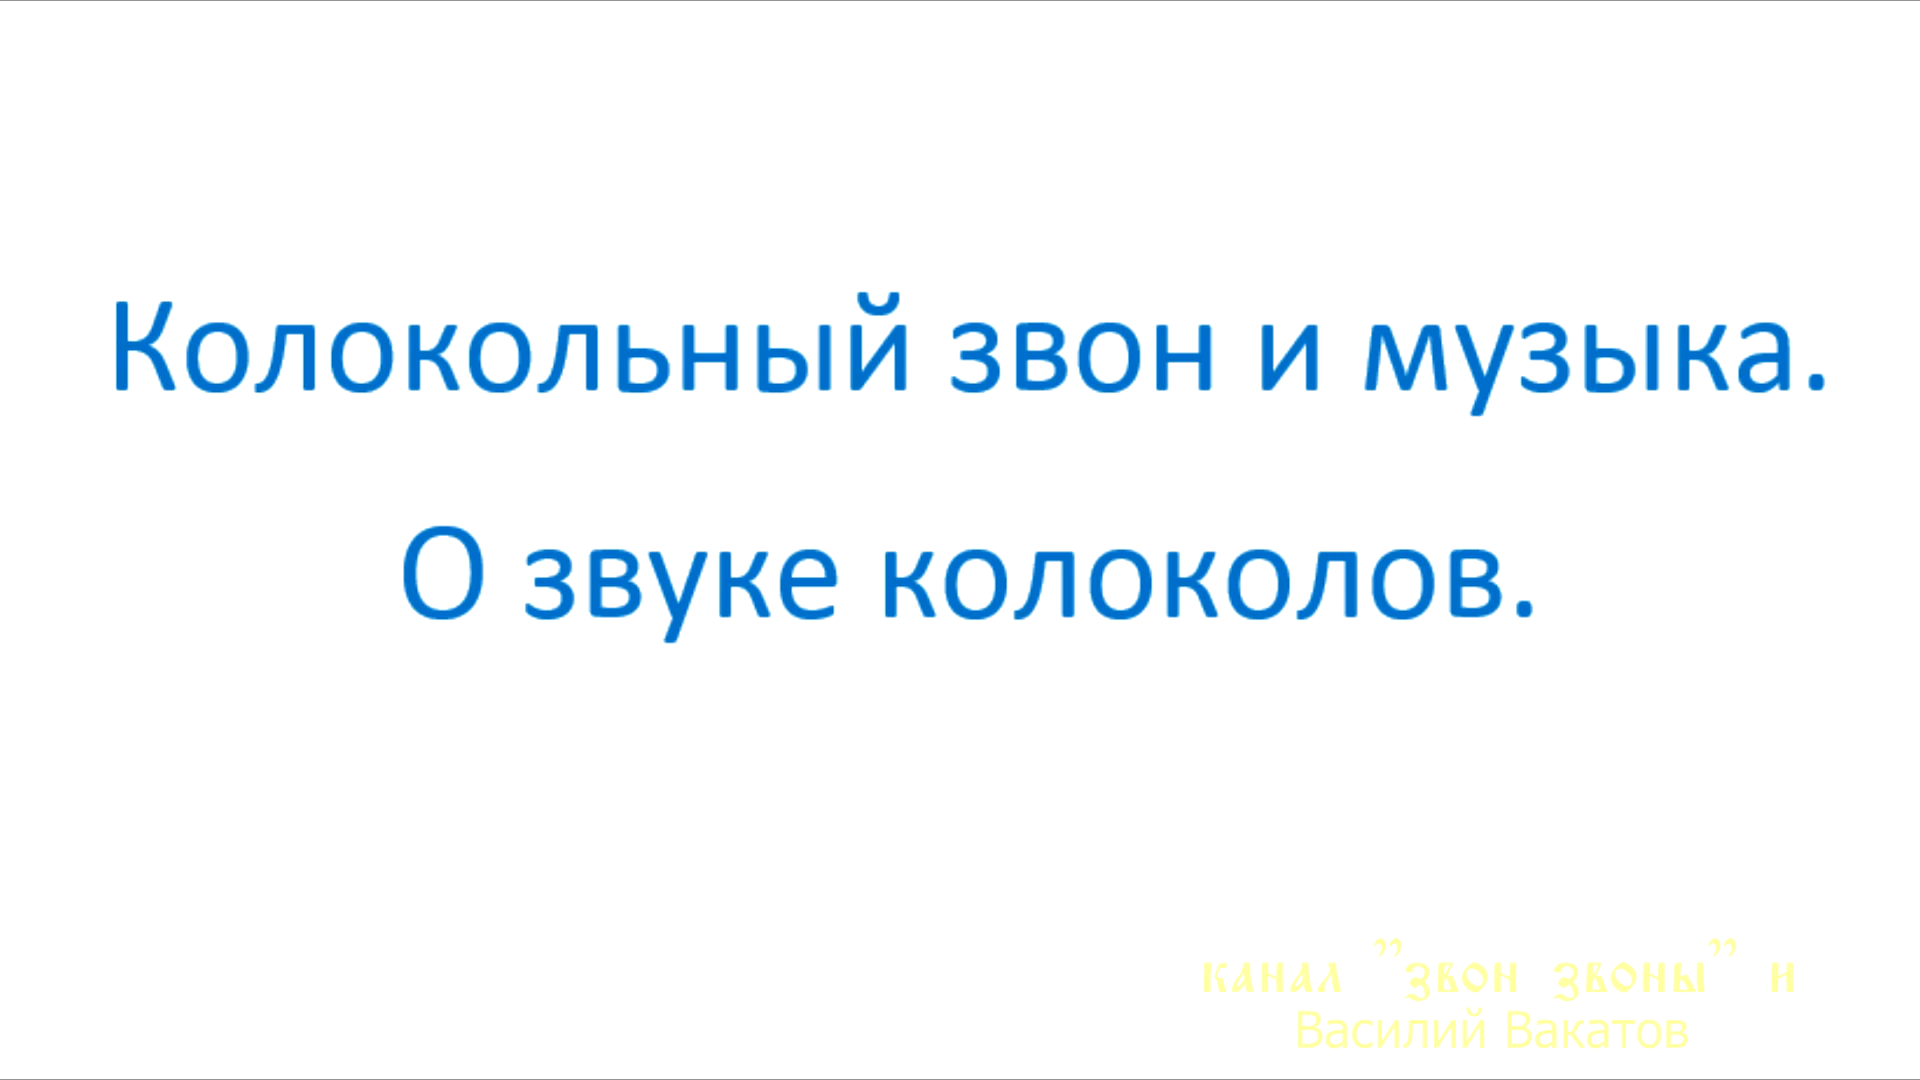 Колокольный звон и музыка.
О звуке колоколов.
канал "звон звоны" и
Василий Вакатов